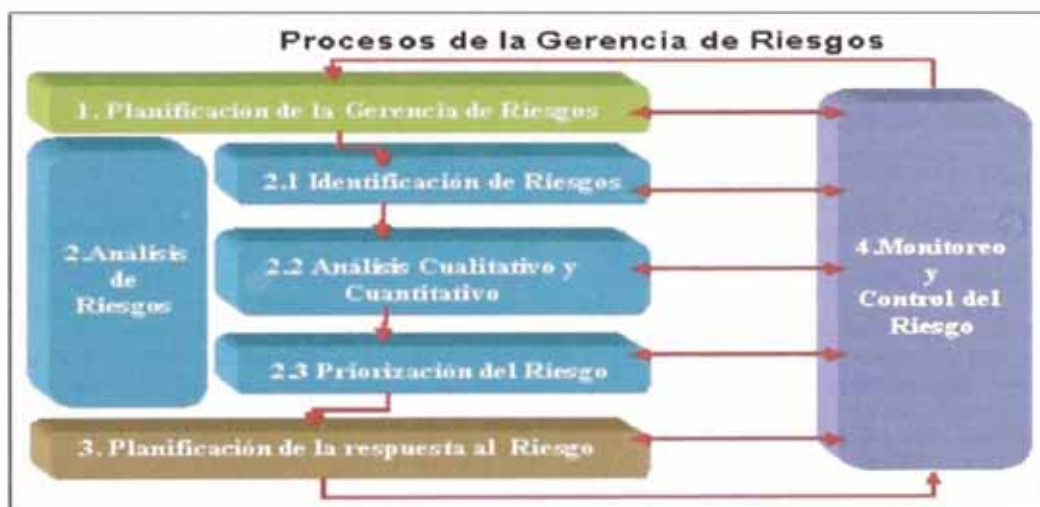 Procesos de la Gerencia de Riesgos
1. Planificación de la Gerencia de Riesgos
2.Análisis
de
Riesgos
2.1 Identificación de Riesgos
2.2 Análisis Cualitativo y
Cuantitativo
2.3 Priorización del Riesgo
3. Planificación de la respuesta al Riesgo
4.Monitoreo
y
Control del
Riesgo